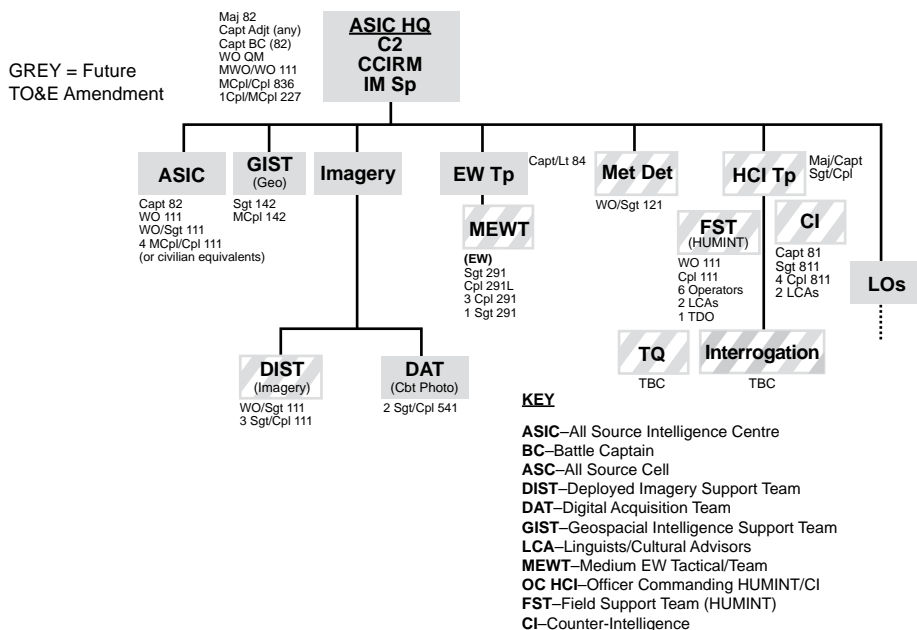 GREY = Future
TO&E Amendment
Maj 82
Capt Adjt (any)
Capt BC (82)
WO QM
MWO/WO 111
MCpl/Cpl 836
1Cpl/MCpl 227
ASIC HQ
C2
CCIRM
IM Sp
ASIC
Capt 82
WO 111
WO/Sgt 111
4 MCpl/Cpl 111
(or civilian equivalents)
GIST
(Geo)
Sgt 142
MCpl 142
Imagery
EW Tp
Capt/Lt 84
MEWT
(EW)
Sgt 291
Cpl 291L
3 Cpl 291
1 Sgt 291
Met Det
WO/Sgt 121
HCI Tp
Maj/Capt
Sgt/Cpl
FST
(HUMINT)
WO 111
Cpl 111
6 Operators
2 LCAs
1 TDO
CI
Capt 81
Sgt 811
4 Cpl 811
2 LCAs
LOs
DIST
(Imagery)
WO/Sgt 111
3 Sgt/Cpl 111
DAT
(Cbt Photo)
2 Sgt/Cpl 541
TQ
TBC
Interrogation
TBC
KEY
ASIC–All Source Intelligence Centre
BC–Battle Captain
ASC–All Source Cell
DIST–Deployed Imagery Support Team
DAT–Digital Acquisition Team
GIST–Geospacial Intelligence Support Team
LCA–Linguists/Cultural Advisors
MEWT–Medium EW Tactical/Team
OC HCI–Officer Commanding HUMINT/CI
FST–Field Support Team (HUMINT)
CI–Counter-Intelligence